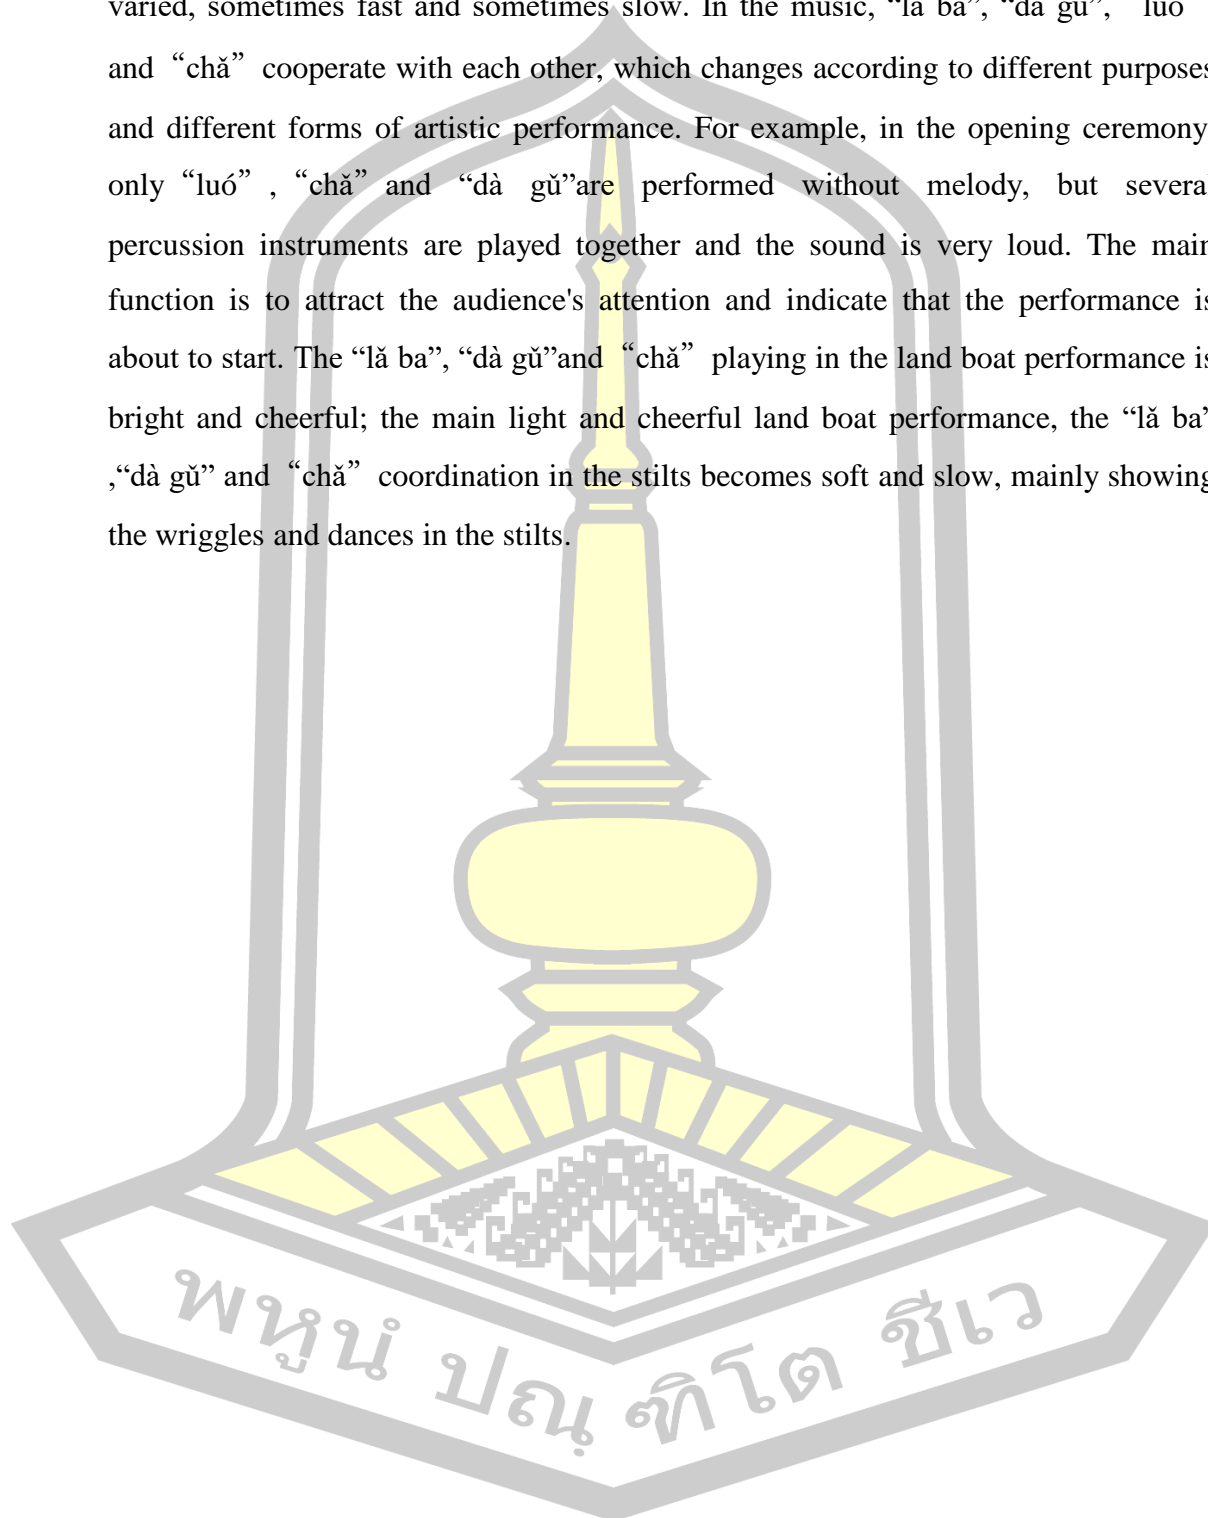 varied, sometimes fast and sometimes slow. In the music, “lǎ ba”, “dà gǔ”, “luó”
and “chǎ” cooperate with each other, which changes according to different purposes
and different forms of artistic performance. For example, in the opening ceremony,
only “luó” , “chǎ” and “dà gǔ”are performed without melody, but several
percussion instruments are played together and the sound is very loud. The main
function is to attract the audience's attention and indicate that the performance is
about to start. The “lǎ ba”, “dà gǔ”and “chǎ” playing in the land boat performance is
bright and cheerful; the main light and cheerful land boat performance, the “lǎ ba”
,“dà gǔ” and “chǎ” coordination in the stilts becomes soft and slow, mainly showing
the wriggles and dances in the stilts.
พหูนํ ปณฺฑิโต ชีเว